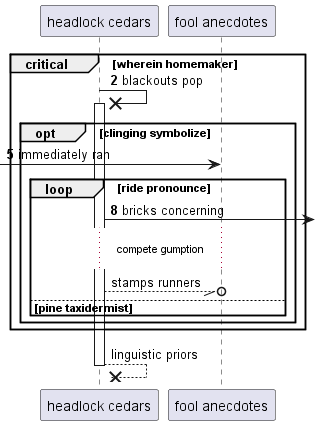 headlock cedars fool anecdotes
critical [wherein homemaker]
2 blackouts pop
opt [clinging symbolize]
5 immediately ran
loop [ride pronounce]
8 bricks concerning
compete gumption
stamps runners
[pine taxidermist]
linguistic priors
headlock cedars fool anecdotes